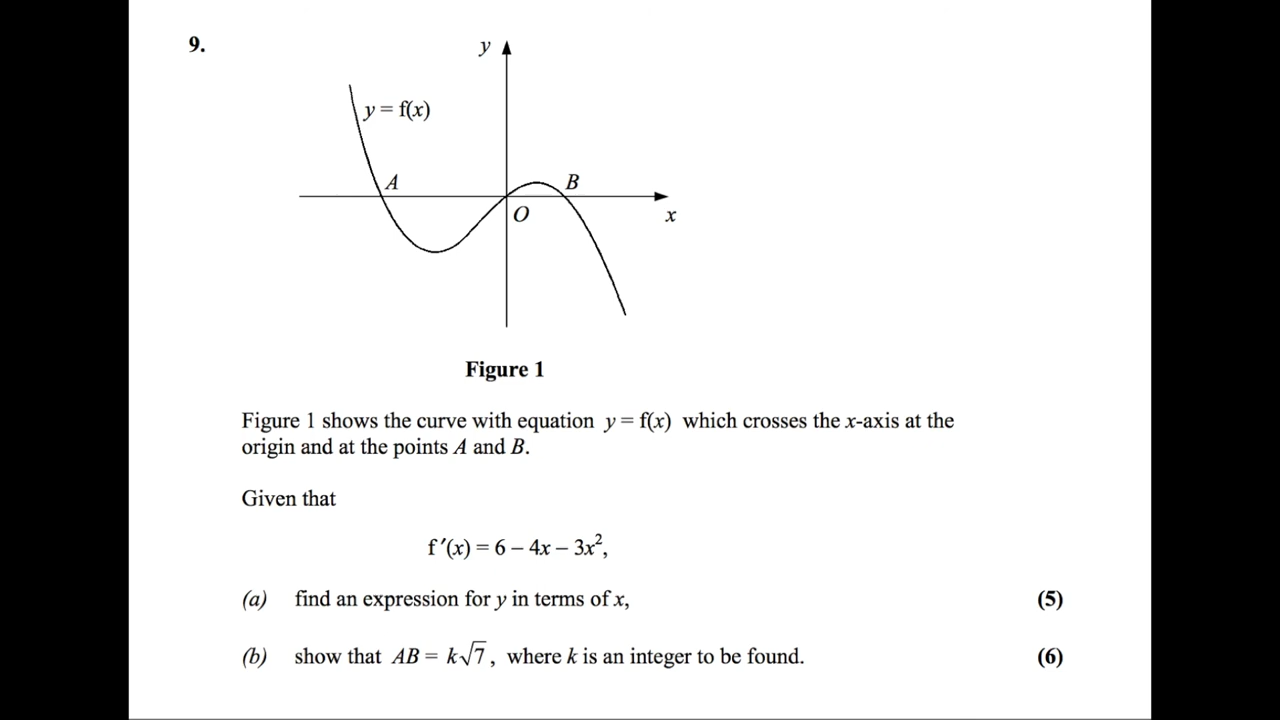 9.
y
y = f(x)
A
B
O
x
Figure 1
Figure 1 shows the curve with equation y = f(x) which crosses the x-axis at the
origin and at the points A and B.
Given that
f ′(x) = 6 – 4x – 3x²,
(a) find an expression for y in terms of x, (5)
(b) show that AB = k√7, where k is an integer to be found. (6)